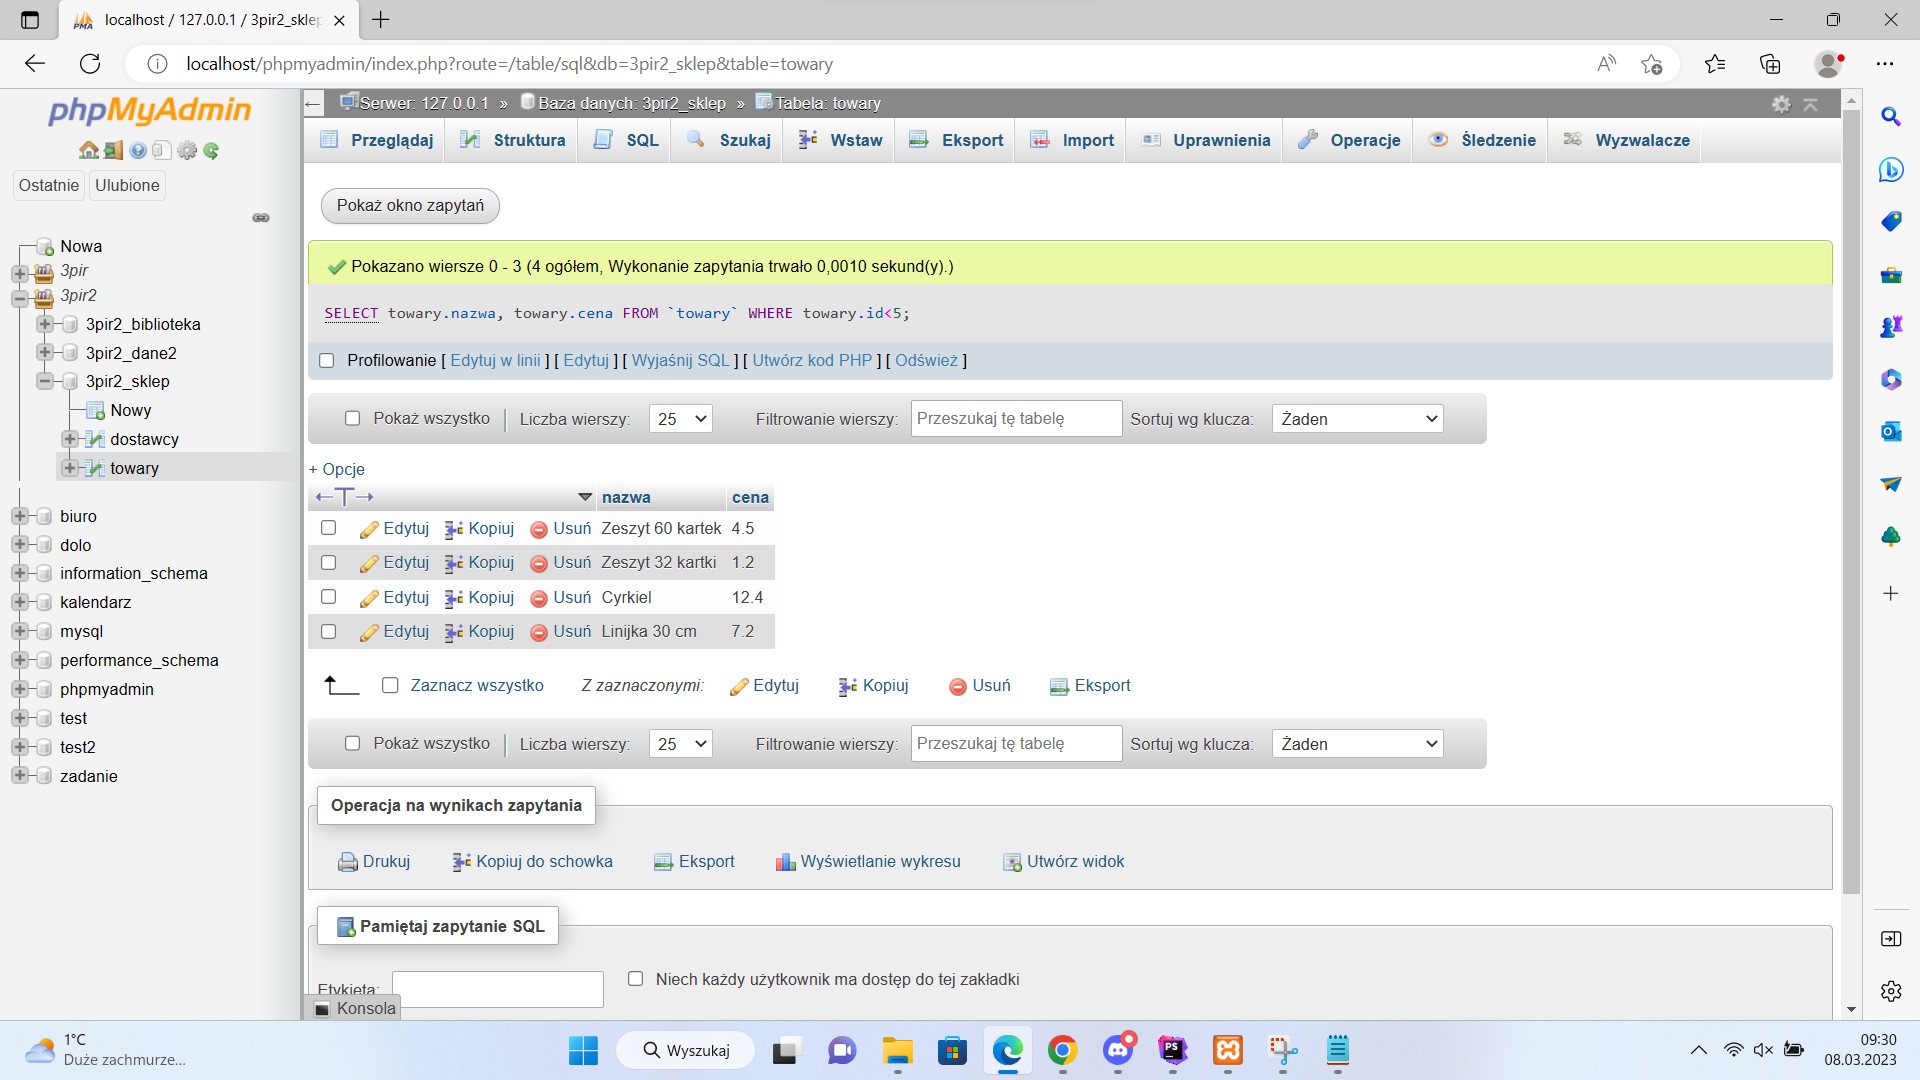 localhost / 127.0.0.1 / 3pir2_sklep
localhost/phpmyadmin/index.php?route=/table/sql&db=3pir2_sklep&table=towary
phpMyAdmin
Ostatnie Ulubione
Nowa
3pir
3pir2
3pir2_biblioteka
3pir2_dane2
3pir2_sklep
Nowy
dostawcy
towary
biuro
dolo
information_schema
kalendarz
mysql
performance_schema
phpmyadmin
test
test2
zadanie
Serwer: 127.0.0.1 » Baza danych: 3pir2_sklep » Tabela: towary
Przeglądaj Struktura SQL Szukaj Wstaw Eksport Import Uprawnienia Operacje Śledzenie Wyzwalacze
Pokaż okno zapytań
Pokazano wiersze 0 - 3 (4 ogółem, Wykonanie zapytania trwało 0,0010 sekund(y).)
SELECT towary.nazwa, towary.cena FROM `towary` WHERE towary.id<5;
Profilowanie [ Edytuj w linii ] [ Edytuj ] [ Wyjaśnij SQL ] [ Utwórz kod PHP ] [ Odśwież ]
Pokaż wszystko | Liczba wierszy: 25 Filtrowanie wierszy: Przeszukaj tę tabelę Sortuj wg klucza: Żaden
+ Opcje
←T→ nazwa cena
Edytuj Kopiuj Usuń Zeszyt 60 kartek 4.5
Edytuj Kopiuj Usuń Zeszyt 32 kartki 1.2
Edytuj Kopiuj Usuń Cyrkiel 12.4
Edytuj Kopiuj Usuń Linijka 30 cm 7.2
Zaznacz wszystko Z zaznaczonymi: Edytuj Kopiuj Usuń Eksport
Pokaż wszystko | Liczba wierszy: 25 Filtrowanie wierszy: Przeszukaj tę tabelę Sortuj wg klucza: Żaden
Operacja na wynikach zapytania
Drukuj Kopiuj do schowka Eksport Wyświetlanie wykresu Utwórz widok
Pamiętaj zapytanie SQL
Etykieta: Niech każdy użytkownik ma dostęp do tej zakładki
Konsola
1°C
Duże zachmurze...
Wyszukaj
09:30
08.03.2023